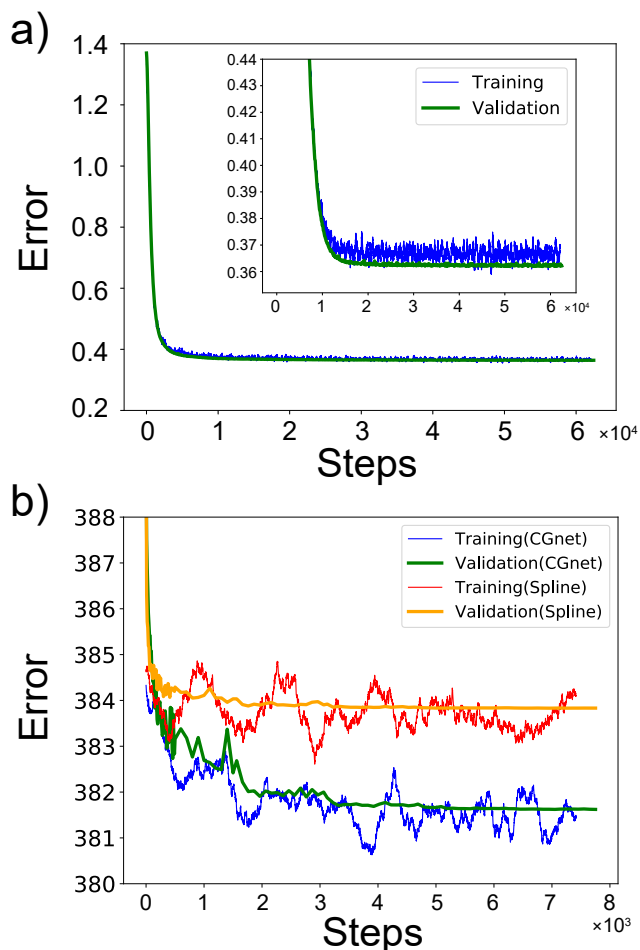 a)
1.4
1.2
1.0
0.8
0.6
0.4
0.2
Error
0.44
0.43
0.42
0.41
0.40
0.39
0.38
0.37
0.36
Training
Validation
0 1 2 3 4 5 6 ×10⁴
0 1 2 3 4 5 6 ×10⁴
Steps
b)
388
387
386
385
384
383
382
381
380
Error
Training(CGnet)
Validation(CGnet)
Training(Spline)
Validation(Spline)
0 1 2 3 4 5 6 7 8
×10³
Steps